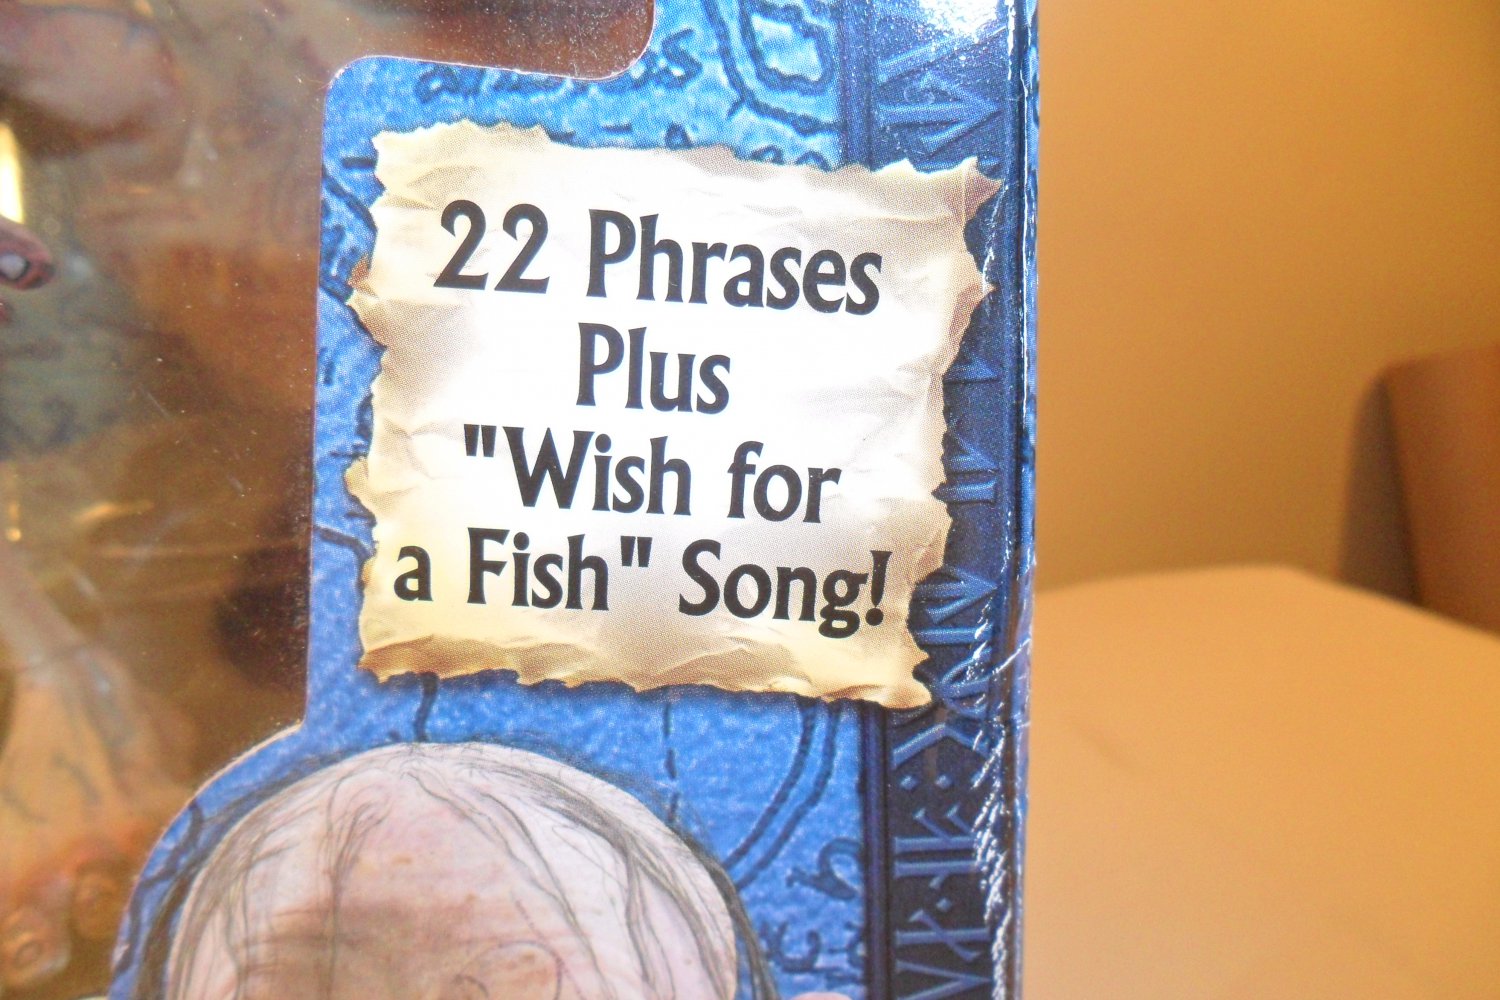 22 Phrases
Plus
"Wish for
a Fish" Song!